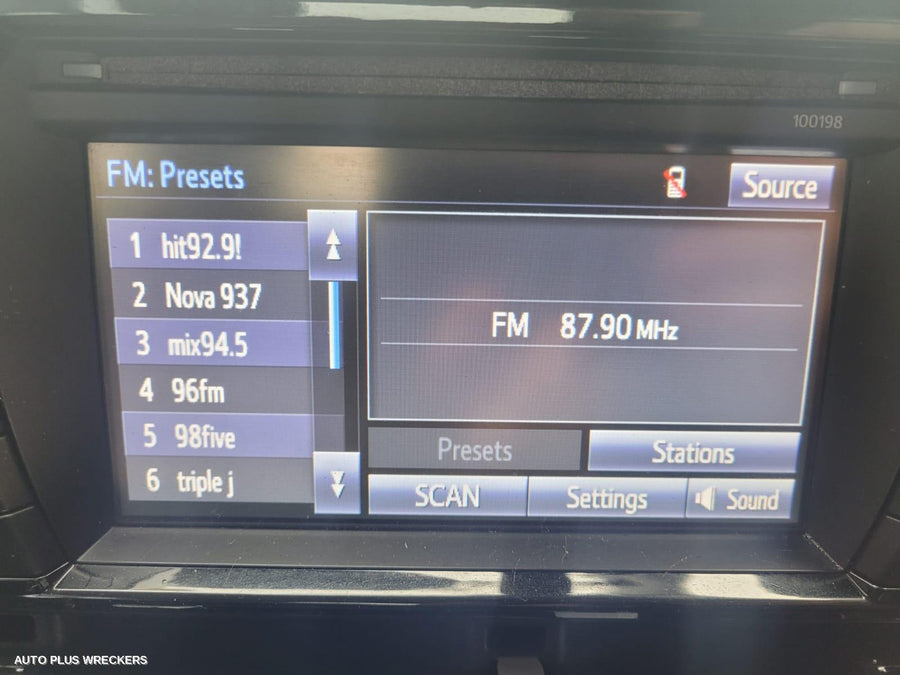 100198
FM: Presets
Source
1 hit92.9!
2 Nova 937
3 mix94.5
4 96fm
5 98five
6 triple j
FM 87.90 MHz
Presets
Stations
SCAN
Settings
Sound
AUTO PLUS WRECKERS